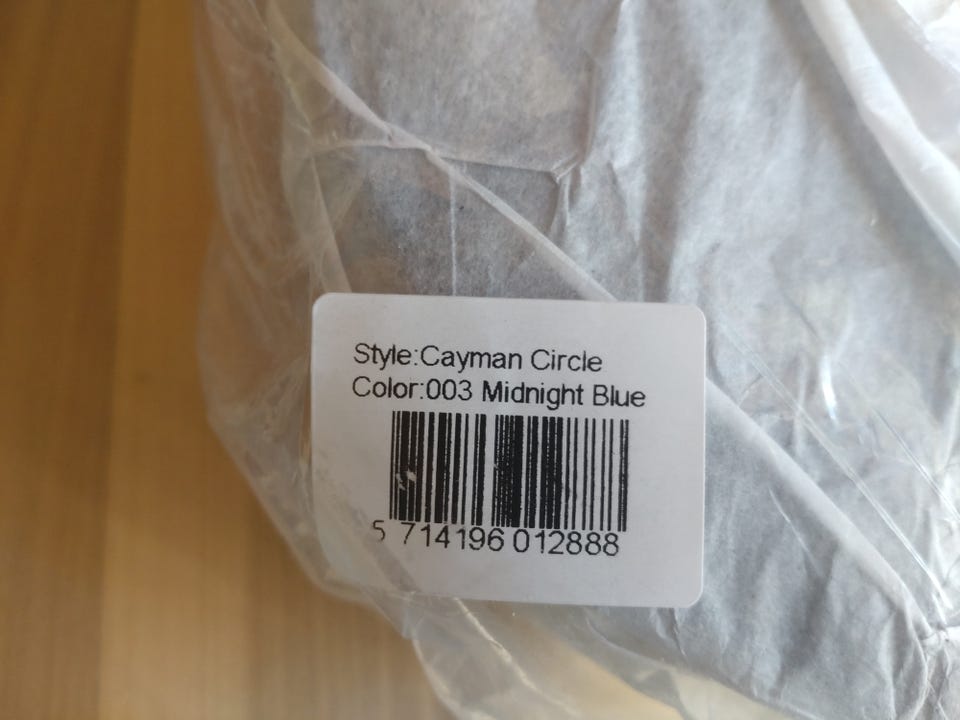 Style:Cayman Circle
Color:003 Midnight Blue
5 714196 012888